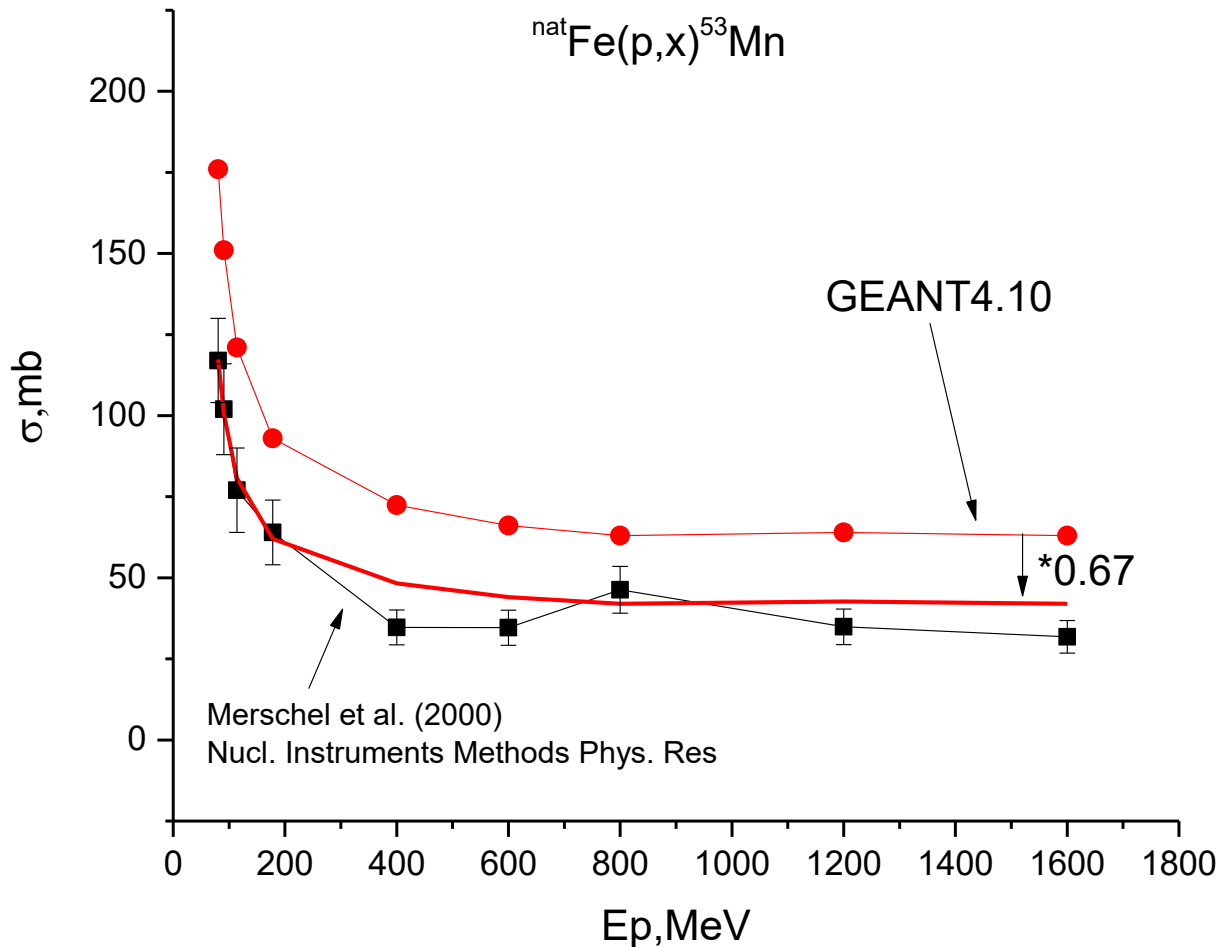 natFe(p,x)53Mn
200
150
100
50
0
σ,mb
GEANT4.10
*0.67
Merschel et al. (2000)
Nucl. Instruments Methods Phys. Res
0 200 400 600 800 1000 1200 1400 1600 1800
Ep,MeV